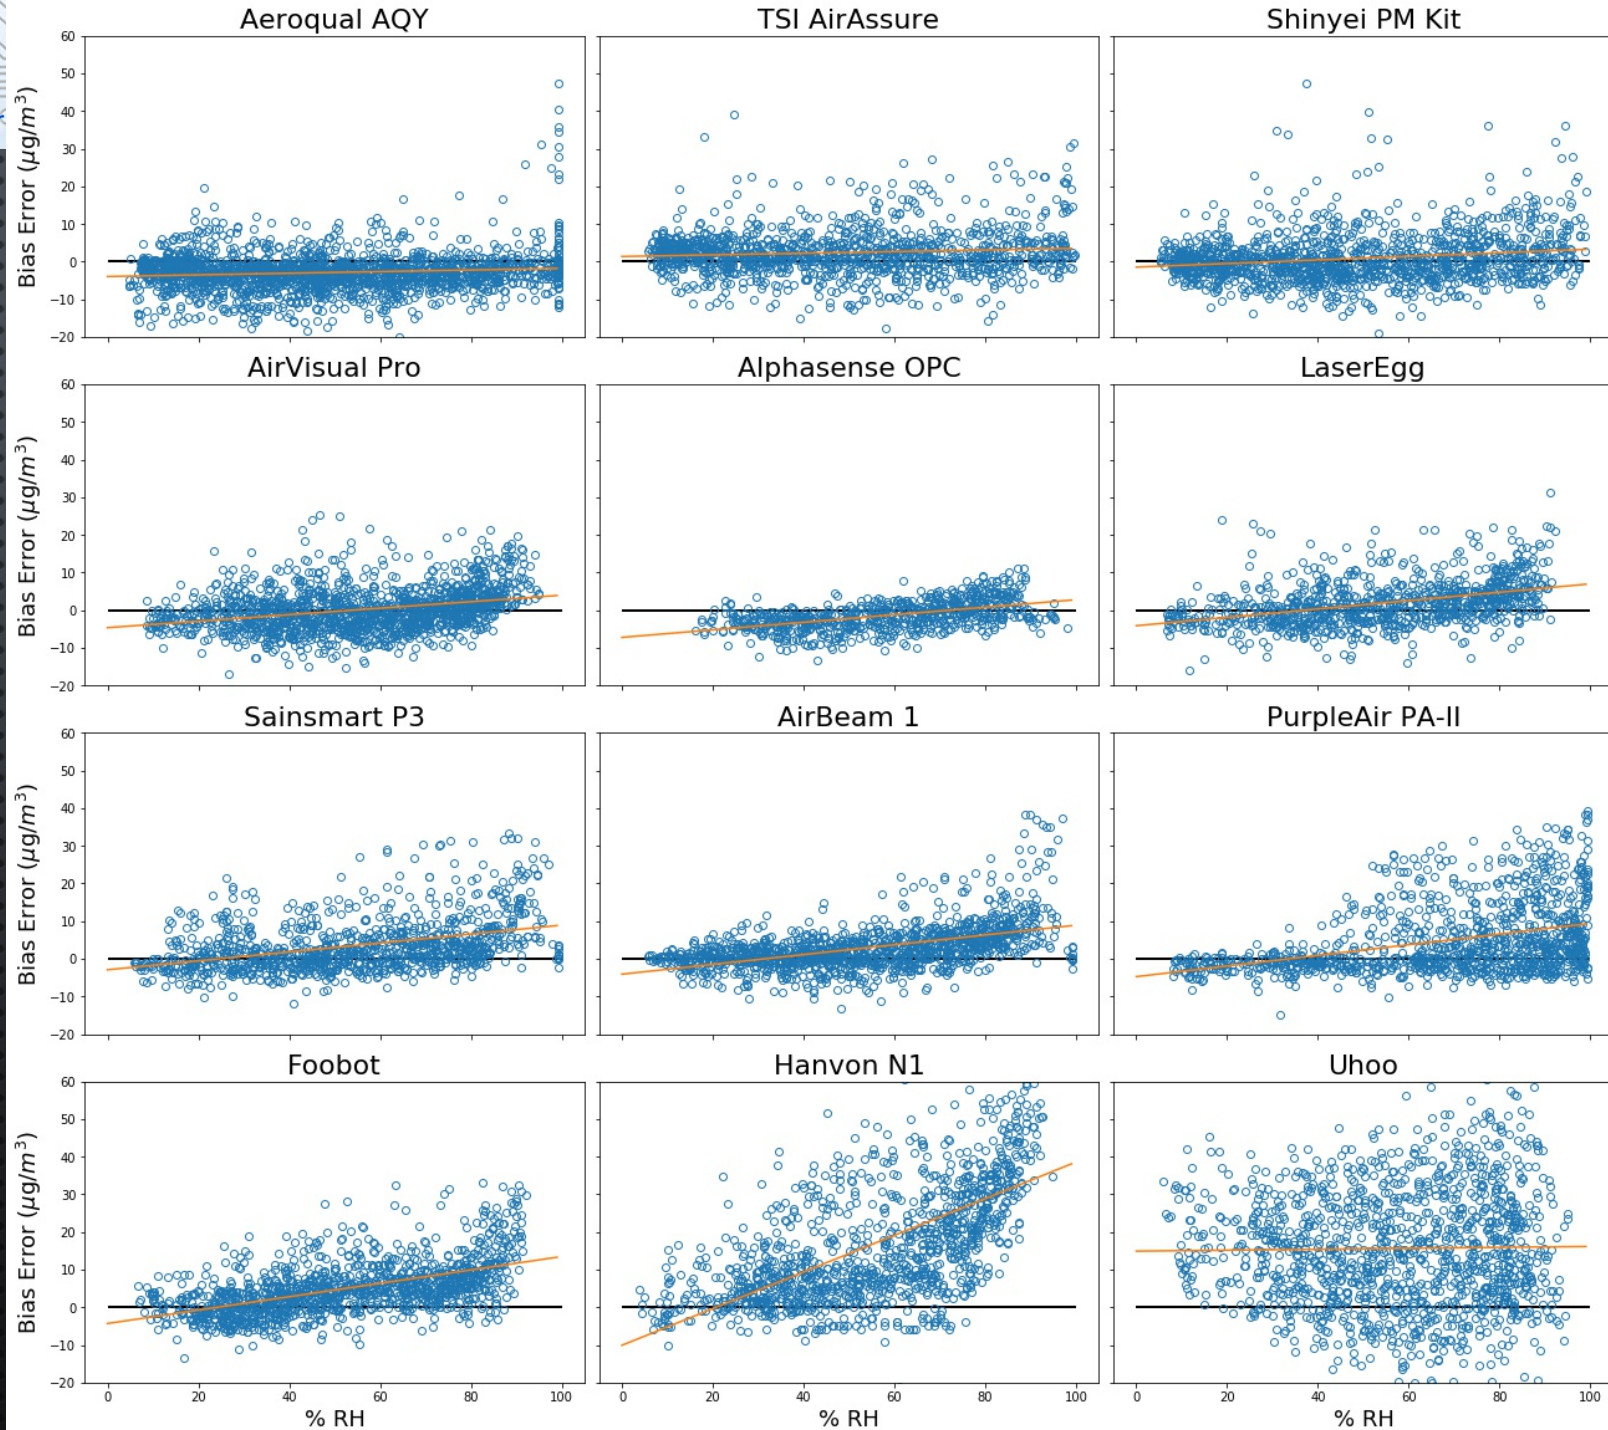 Aeroqual AQY
TSI AirAssure
Shinyei PM Kit
60
50
40
30
20
10
0
−10
−20
Bias Error (μg/m³)
AirVisual Pro
Alphasense OPC
LaserEgg
60
50
40
30
20
10
0
−10
−20
Bias Error (μg/m³)
Sainsmart P3
AirBeam 1
PurpleAir PA-II
60
50
40
30
20
10
0
−10
−20
Bias Error (μg/m³)
Foobot
Hanvon N1
Uhoo
60
50
40
30
20
10
0
−10
−20
Bias Error (μg/m³)
0 20 40 60 80 100
0 20 40 60 80 100
0 20 40 60 80 100
% RH
% RH
% RH